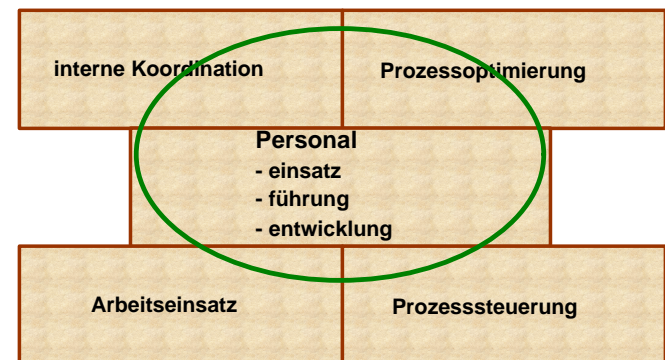 interne Koordination
Prozessoptimierung
Personal
- einsatz
- führung
- entwicklung
Arbeitseinsatz
Prozesssteuerung